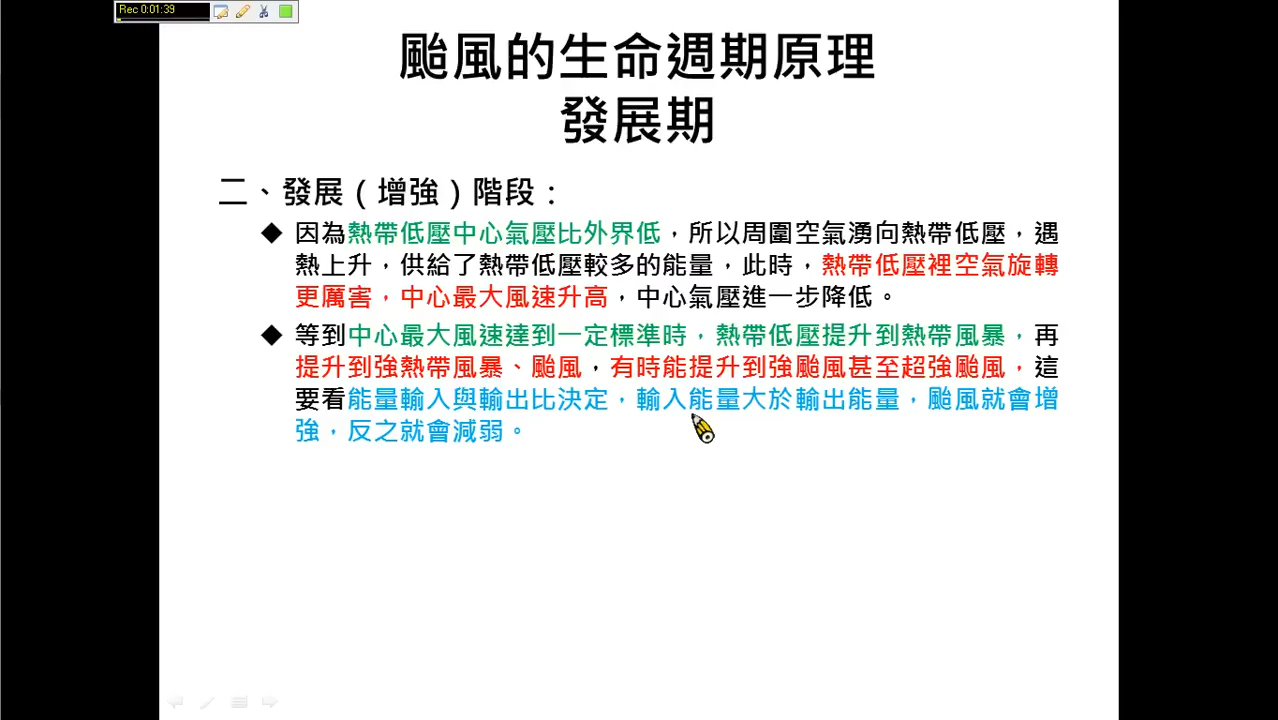 Rec 0:01:39
颱風的生命週期原理
發展期
二、發展（增強）階段：
◆ 因為熱帶低壓中心氣壓比外界低，所以周圍空氣湧向熱帶低壓，遇
熱上升，供給了熱帶低壓較多的能量，此時，熱帶低壓裡空氣旋轉
更厲害，中心最大風速升高，中心氣壓進一步降低。
◆ 等到中心最大風速達到一定標準時，熱帶低壓提升到熱帶風暴，再
提升到強熱帶風暴、颱風，有時能提升到強颱風甚至超強颱風，這
要看能量輸入與輸出比決定，輸入能量大於輸出能量，颱風就會增
強，反之就會減弱。